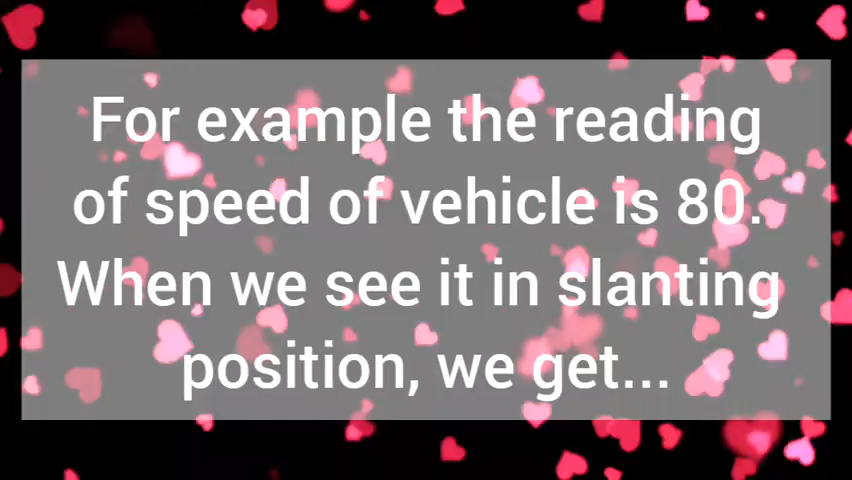 For example the reading
of speed of vehicle is 80.
When we see it in slanting
position, we get...